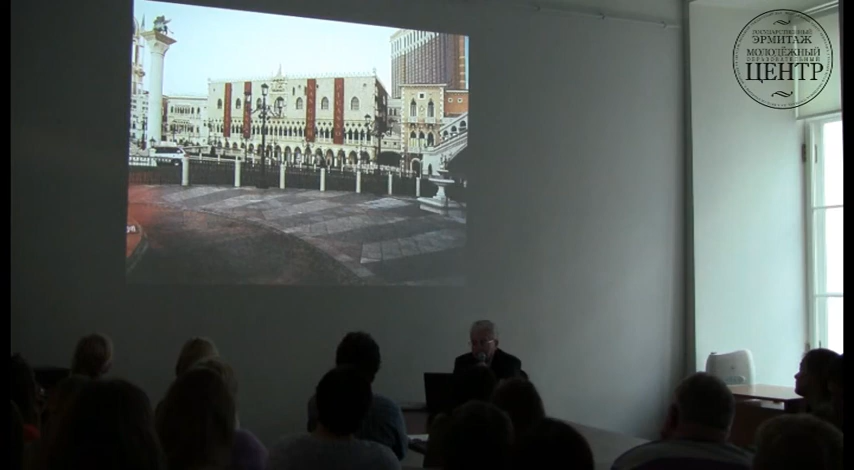 ГОСУДАРСТВЕННЫЙ
ЭРМИТАЖ
МОЛОДЁЖНЫЙ
ОБРАЗОВАТЕЛЬНЫЙ
ЦЕНТР